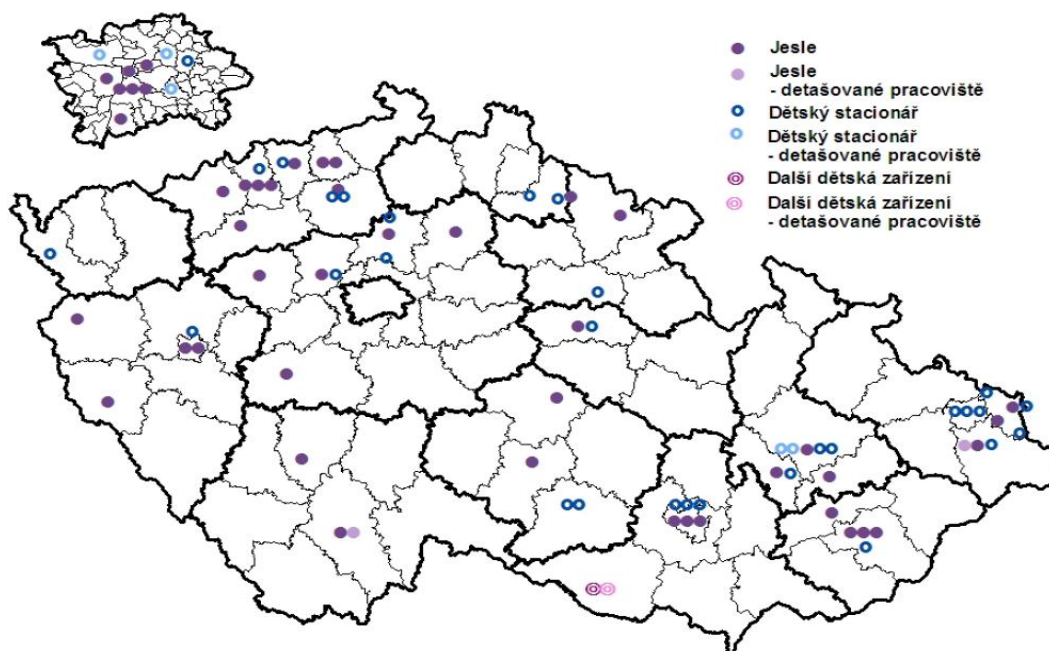 Jesle
Jesle
- detašované pracoviště
Dětský stacionář
Dětský stacionář
- detašované pracoviště
Další dětská zařízení
Další dětská zařízení
- detašované pracoviště